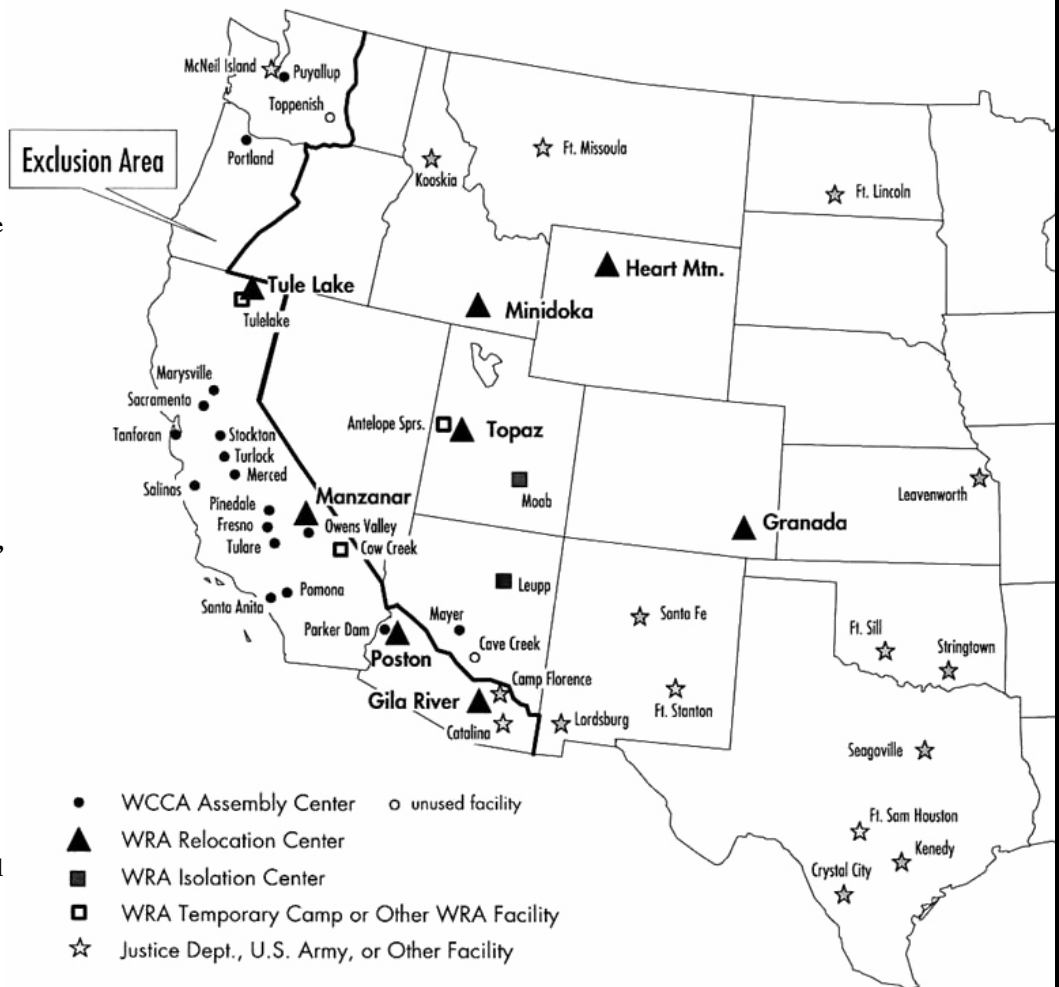 McNeil Island
Puyallup
Toppenish
Portland
Exclusion Area
Kooskia
Ft. Missoula
Ft. Lincoln
Heart Mtn.
Tule Lake
Tulelake
Minidoka
Marysville
Sacramento
Tanforan
Stockton
Turlock
Merced
Salinas
Antelope Sprs.
Topaz
Moab
Leavenworth
Manzanar
Pinedale
Fresno
Owens Valley
Tulare
Cow Creek
Granada
Pomona
Santa Anita
Leupp
Santa Fe
Parker Dam
Mayer
Cave Creek
Poston
Ft. Sill
Stringtown
Camp Florence
Gila River
Catalina
Lordsburg
Ft. Stanton
Seagoville
Ft. Sam Houston
Kenedy
Crystal City
WCCA Assembly Center
unused facility
WRA Relocation Center
WRA Isolation Center
WRA Temporary Camp or Other WRA Facility
Justice Dept., U.S. Army, or Other Facility